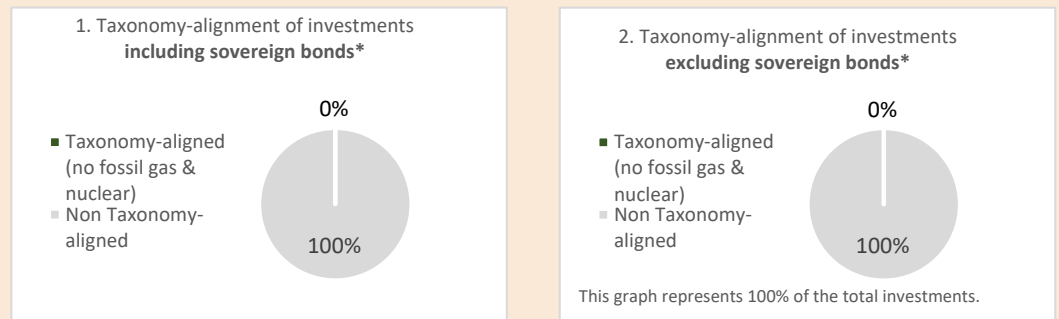 1. Taxonomy-alignment of investments
including sovereign bonds*
0%
Taxonomy-aligned
(no fossil gas &
nuclear)
Non Taxonomy-
aligned
100%
2. Taxonomy-alignment of investments
excluding sovereign bonds*
0%
Taxonomy-aligned
(no fossil gas &
nuclear)
Non Taxonomy-
aligned
100%
This graph represents 100% of the total investments.